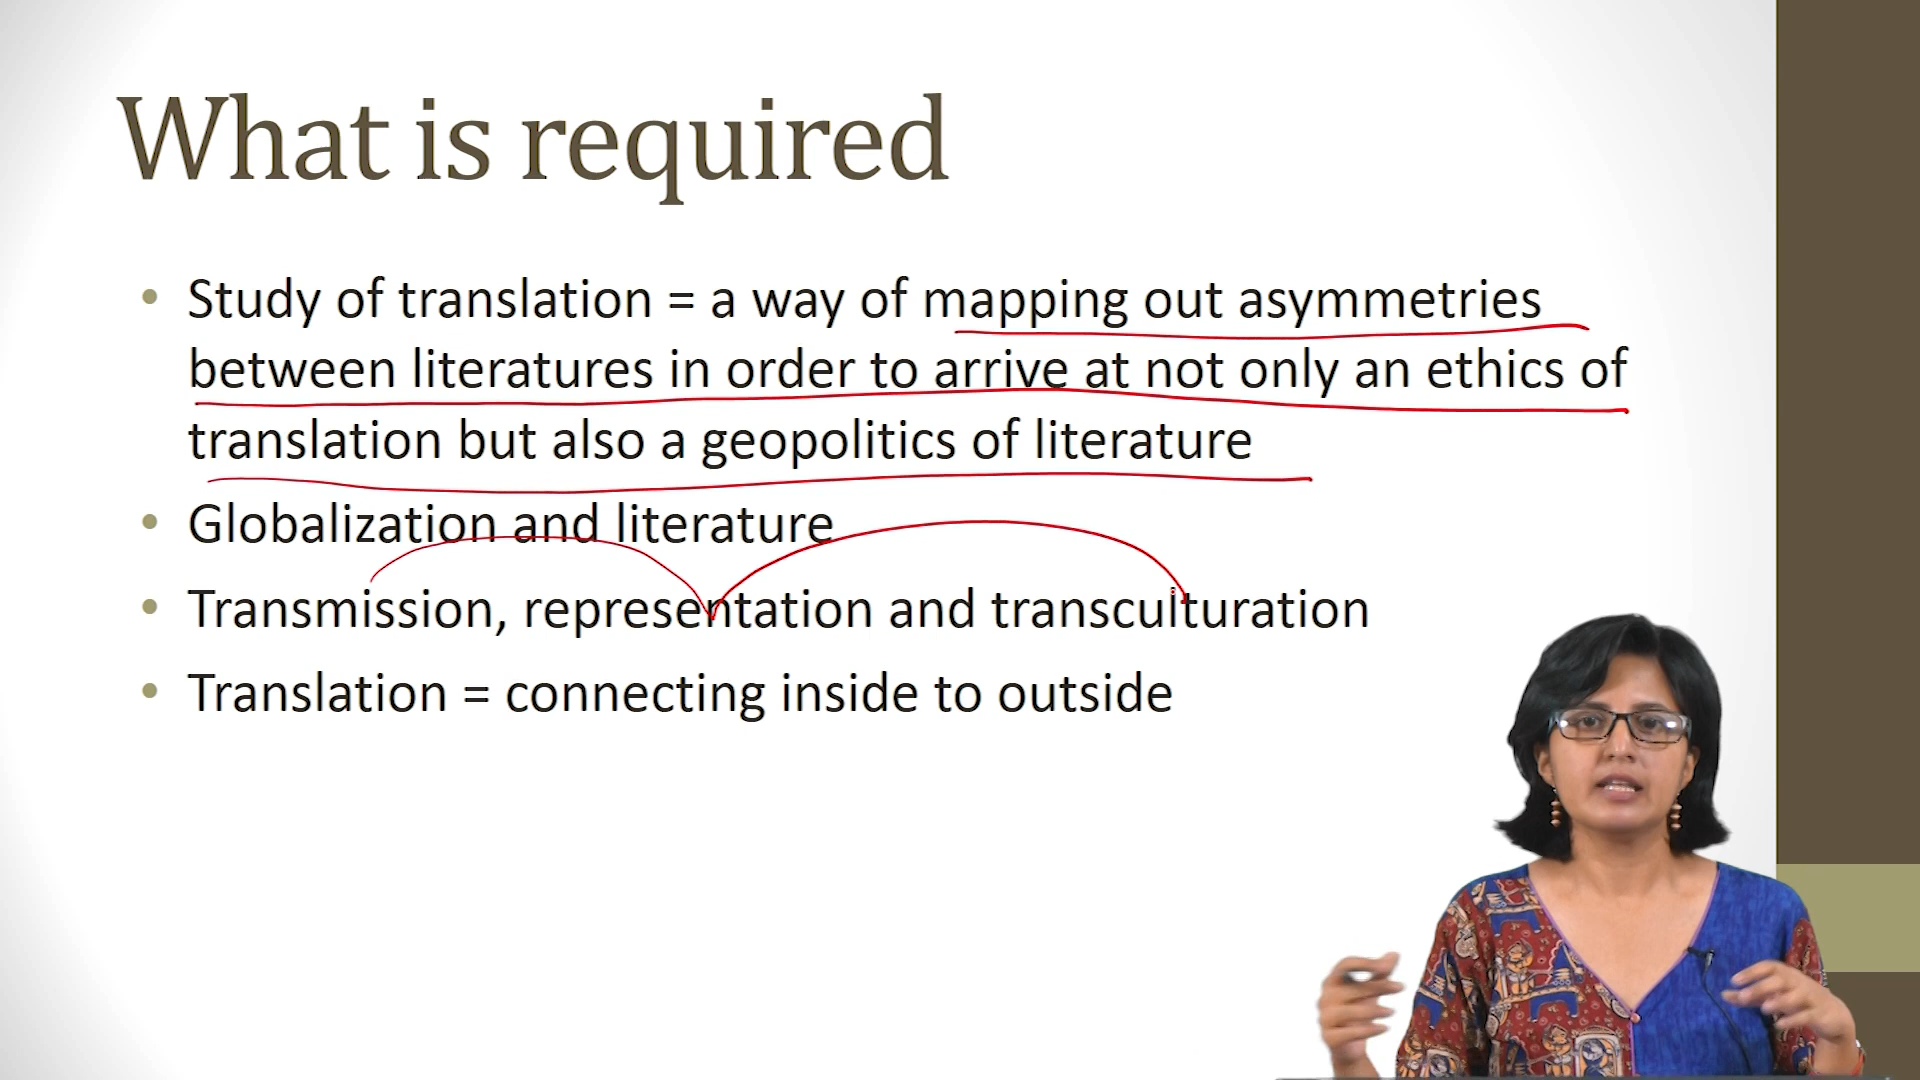 What is required
• Study of translation = a way of mapping out asymmetries
between literatures in order to arrive at not only an ethics of
translation but also a geopolitics of literature
• Globalization and literature
• Transmission, representation and transculturation
• Translation = connecting inside to outside